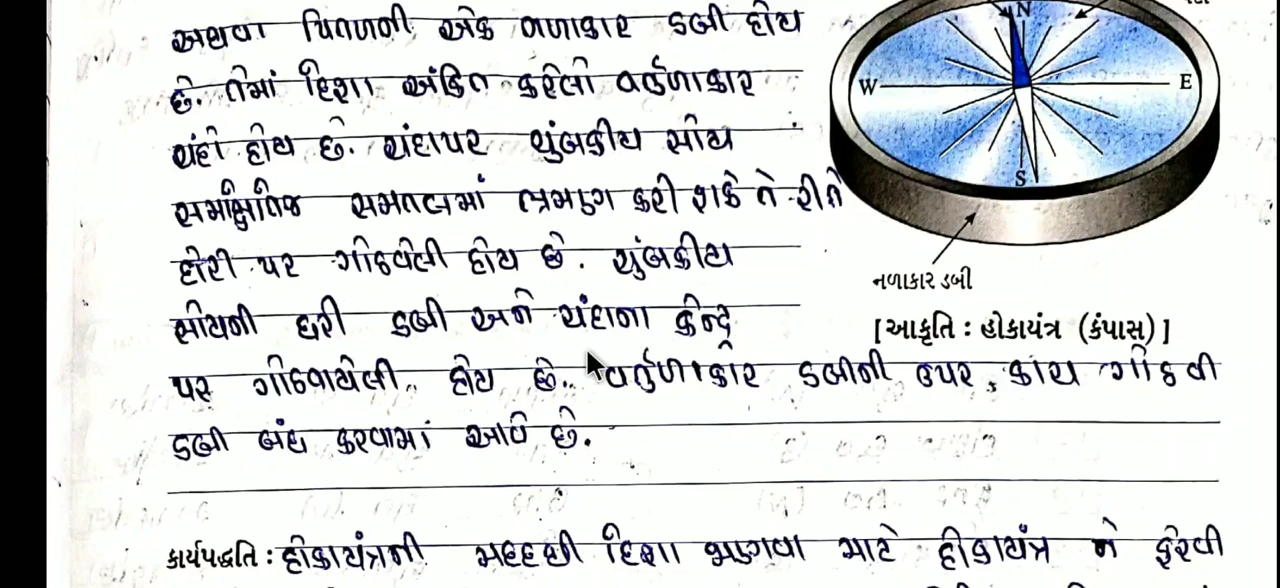 અથવા પિતળની એક નળાકાર ડબી હોય
છે. તેમાં દિશા અંકિત કરેલો વર્તુળાકાર
ચંદો હોય છે. ચંદાપર ચુંબકીય સોય
સમક્ષિતિજ સમતલમાં ભ્રમણ કરી શકે તે રીતે
ધરી પર ગોઠવેલી હોય છે. ચુંબકીય
સોયની ધરી ડબી અને ચંદાના કેન્દ્ર
પર ગોઠવાયેલી હોય છે. વર્તુળાકાર ડબીની ઉપર કાચ ગોઠવી
ડબી બંધ કરવામાં આવે છે.
N
W E
S
નળાકાર ડબી
[આકૃતિ : હોકાયંત્ર (કંપાસ)]
કાર્યપદ્ધતિ : હોકાયંત્રની મદદથી દિશા જાણવા માટે હોકાયંત્ર ને ફેરવી